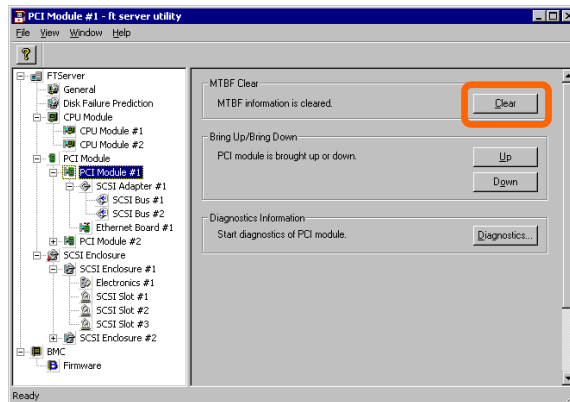 PCI Module #1 - ft server utility
File View Window Help
?
FTServer
General
Disk Failure Prediction
CPU Module
CPU Module #1
CPU Module #2
PCI Module
PCI Module #1
SCSI Adapter #1
SCSI Bus #1
SCSI Bus #2
Ethernet Board #1
PCI Module #2
SCSI Enclosure
SCSI Enclosure #1
Electronics #1
SCSI Slot #1
SCSI Slot #2
SCSI Slot #3
SCSI Enclosure #2
BMC
Firmware
MTBF Clear
MTBF information is cleared.
Clear
Bring Up/Bring Down
PCI module is brought up or down.
Up
Down
Diagnostics Information
Start diagnostics of PCI module.
Diagnostics...
Ready